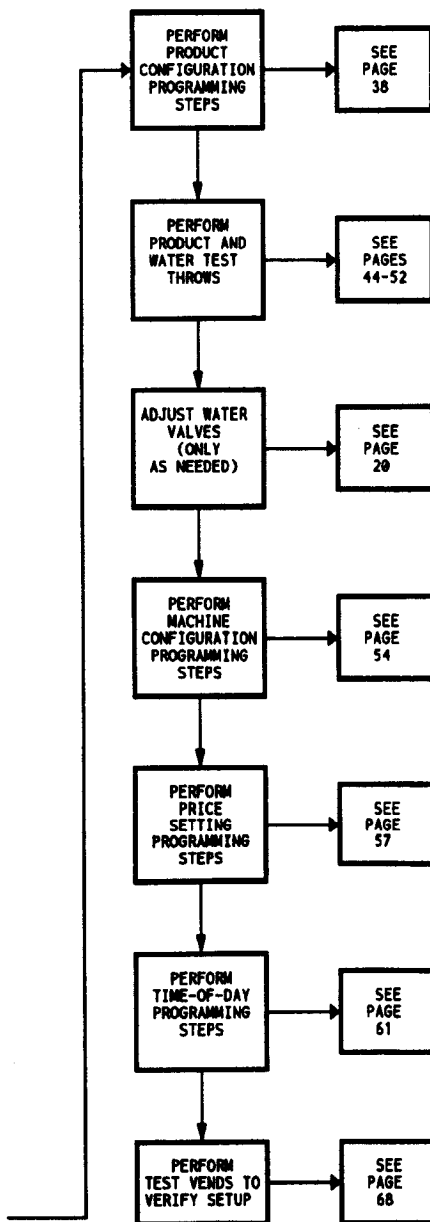 PERFORM
PRODUCT
CONFIGURATION
PROGRAMMING
STEPS
SEE
PAGE
38
PERFORM
PRODUCT AND
WATER TEST
THROWS
SEE
PAGES
44-52
ADJUST WATER
VALVES
(ONLY
AS NEEDED)
SEE
PAGE
20
PERFORM
MACHINE
CONFIGURATION
PROGRAMMING
STEPS
SEE
PAGE
54
PERFORM
PRICE
SETTING
PROGRAMMING
STEPS
SEE
PAGE
57
PERFORM
TIME-OF-DAY
PROGRAMMING
STEPS
SEE
PAGE
61
PERFORM
TEST VENDS TO
VERIFY SETUP
SEE
PAGE
68